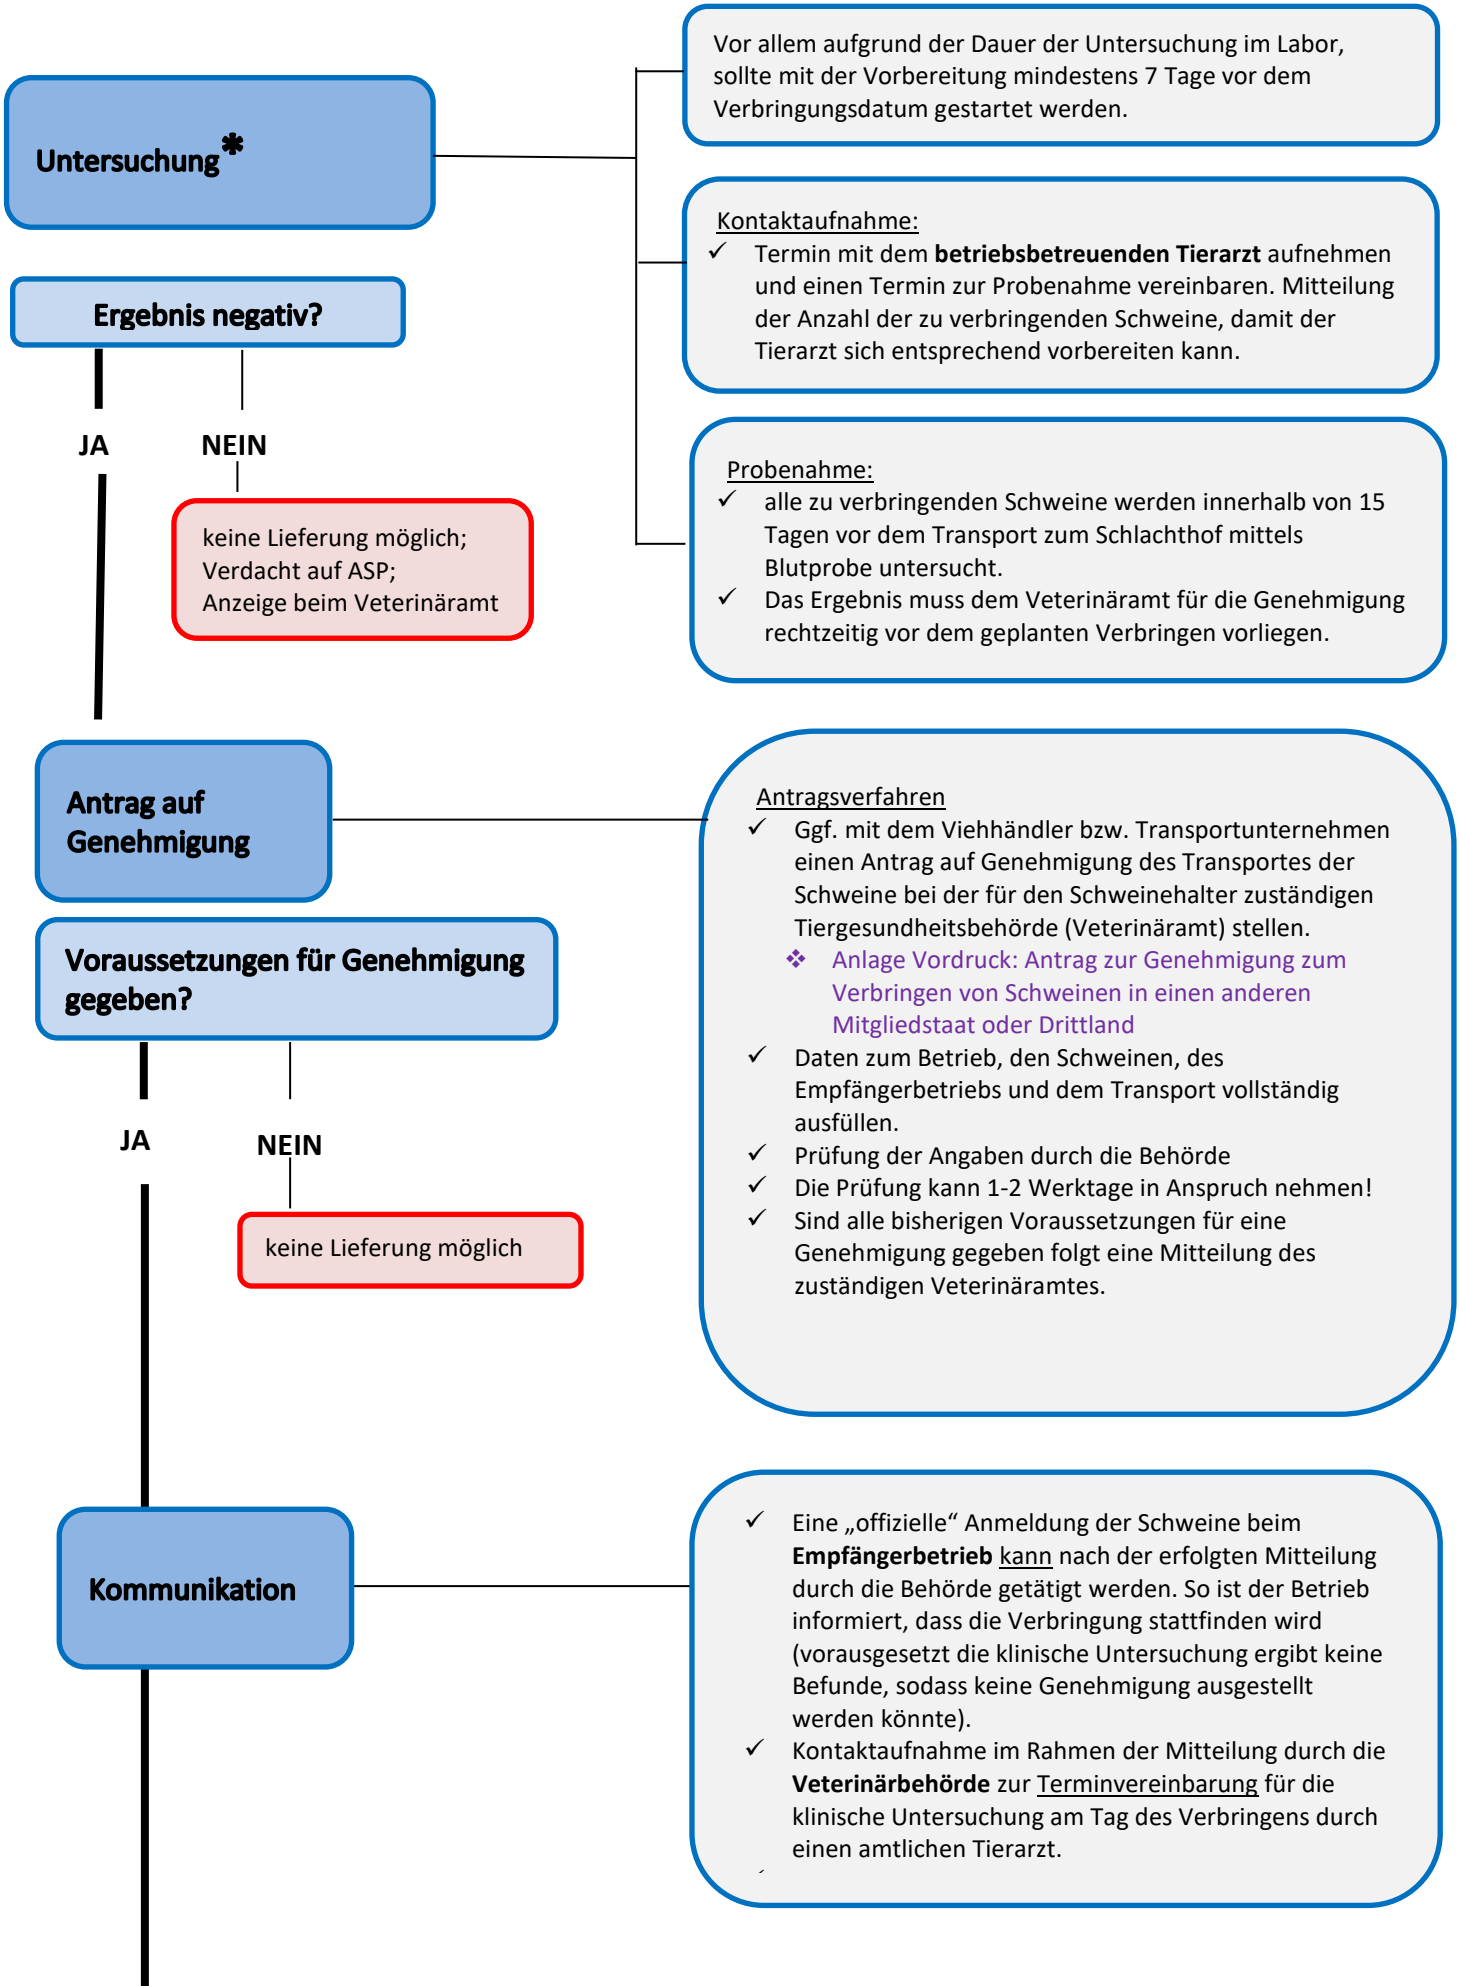 Vor allem aufgrund der Dauer der Untersuchung im Labor,
sollte mit der Vorbereitung mindestens 7 Tage vor dem
Verbringungsdatum gestartet werden.
Untersuchung*
Kontaktaufnahme:
✓ Termin mit dem betriebsbetreuenden Tierarzt aufnehmen
und einen Termin zur Probenahme vereinbaren. Mitteilung
der Anzahl der zu verbringenden Schweine, damit der
Tierarzt sich entsprechend vorbereiten kann.
Ergebnis negativ?
JA
NEIN
keine Lieferung möglich;
Verdacht auf ASP;
Anzeige beim Veterinäramt
Probenahme:
✓ alle zu verbringenden Schweine werden innerhalb von 15
Tagen vor dem Transport zum Schlachthof mittels
Blutprobe untersucht.
✓ Das Ergebnis muss dem Veterinäramt für die Genehmigung
rechtzeitig vor dem geplanten Verbringen vorliegen.
Antrag auf
Genehmigung
Antragsverfahren
✓ Ggf. mit dem Viehhändler bzw. Transportunternehmen
einen Antrag auf Genehmigung des Transportes der
Schweine bei der für den Schweinehalter zuständigen
Tiergesundheitsbehörde (Veterinäramt) stellen.
❖ Anlage Vordruck: Antrag zur Genehmigung zum
Verbringen von Schweinen in einen anderen
Mitgliedstaat oder Drittland
✓ Daten zum Betrieb, den Schweinen, des
Empfängerbetriebs und dem Transport vollständig
ausfüllen.
✓ Prüfung der Angaben durch die Behörde
✓ Die Prüfung kann 1-2 Werktage in Anspruch nehmen!
✓ Sind alle bisherigen Voraussetzungen für eine
Genehmigung gegeben folgt eine Mitteilung des
zuständigen Veterinäramtes.
Voraussetzungen für Genehmigung
gegeben?
JA
NEIN
keine Lieferung möglich
Kommunikation
✓ Eine „offizielle“ Anmeldung der Schweine beim
Empfängerbetrieb kann nach der erfolgten Mitteilung
durch die Behörde getätigt werden. So ist der Betrieb
informiert, dass die Verbringung stattfinden wird
(vorausgesetzt die klinische Untersuchung ergibt keine
Befunde, sodass keine Genehmigung ausgestellt
werden könnte).
✓ Kontaktaufnahme im Rahmen der Mitteilung durch die
Veterinärbehörde zur Terminvereinbarung für die
klinische Untersuchung am Tag des Verbringens durch
einen amtlichen Tierarzt.